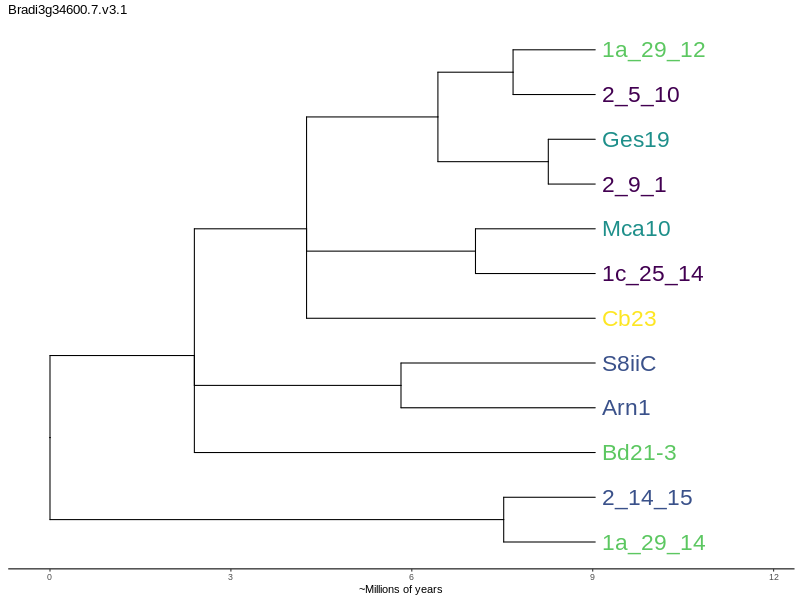 Bradi3g34600.7.v3.1
1a_29_12
2_5_10
Ges19
2_9_1
Mca10
1c_25_14
Cb23
S8iiC
Arn1
Bd21-3
2_14_15
1a_29_14
0 3 6 9 12
~Millions of years